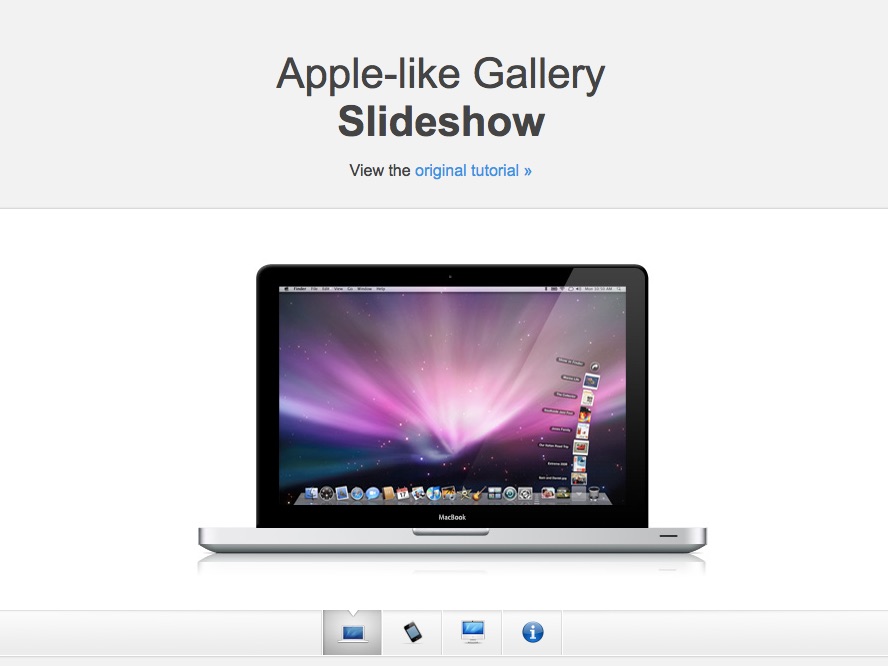 Apple-like Gallery
Slideshow
View the original tutorial »
Finder File Edit View Go Window Help
MacBook